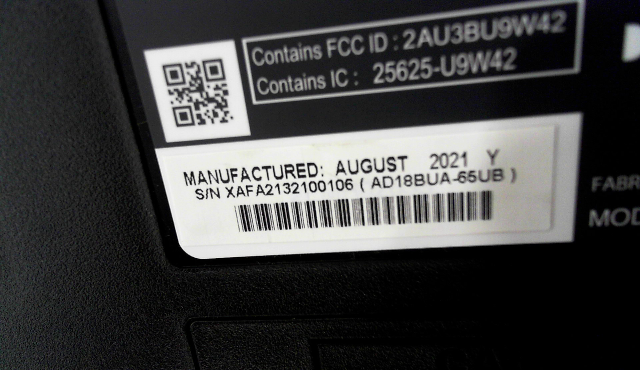 Contains FCC ID : 2AU3BU9W42
Contains IC : 25625-U9W42
MANUFACTURED: AUGUST 2021 Y
S/N XAFA2132100106 ( AD18BUA-65UB )
FABR
MOD